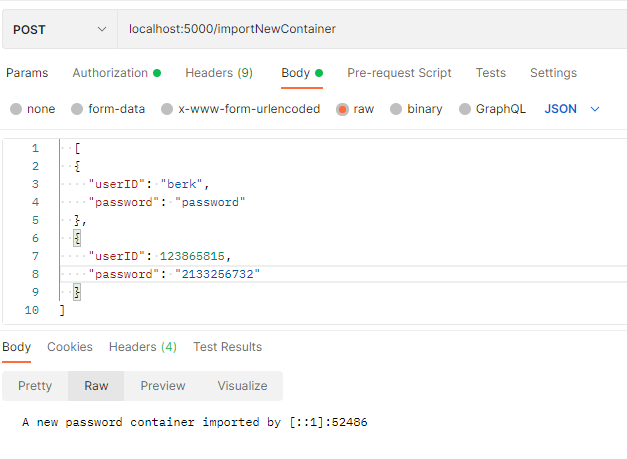 POST localhost:5000/importNewContainer
Params Authorization Headers (9) Body Pre-request Script Tests Settings
none form-data x-www-form-urlencoded raw binary GraphQL JSON
1 [
2 {
3 "userID": "berk",
4 "password": "password"
5 },
6 {
7 "userID": 123865815,
8 "password": "2133256732"
9 }
10 ]
Body Cookies Headers (4) Test Results
Pretty Raw Preview Visualize
A new password container imported by [::1]:52486